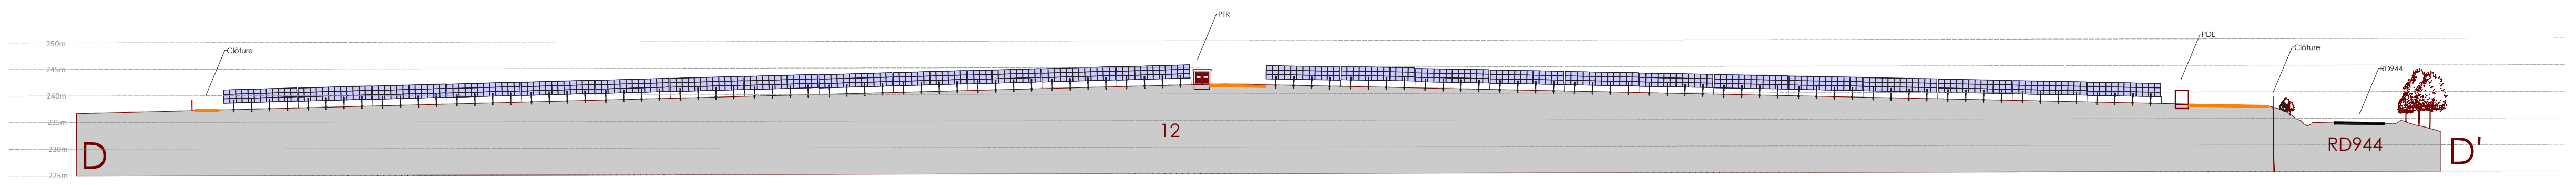 PTR
PDL
250m
Clôture
Clôture
245m
RD944
240m
235m
12
230m
D
RD944
D'
225m